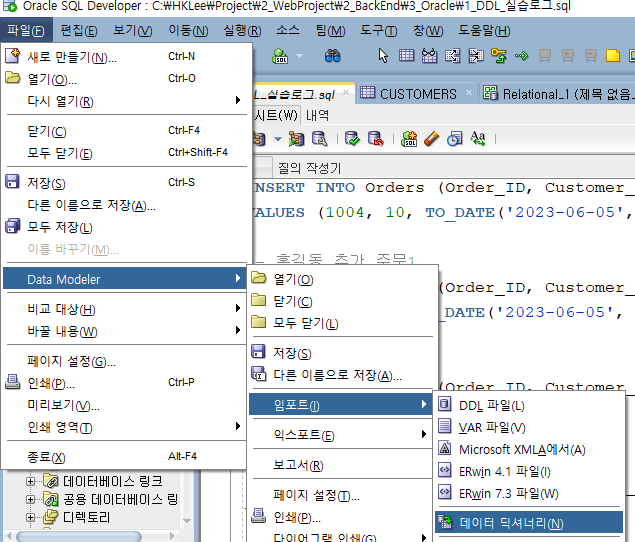 Oracle SQL Developer : C:\HKLee\Project\2_WebProject\2_BackEnd\3_Oracle\1_DDL_실습로그.sql
파일(F) 편집(E) 보기(V) 이동(N) 실행(R) 소스 팀(M) 도구(T) 창(W) 도움말(H)
새로 만들기(N)... Ctrl-N
열기(O)... Ctrl-O
다시 열기(R)
닫기(C) Ctrl-F4
모두 닫기(E) Ctrl+Shift-F4
저장(S) Ctrl-S
다른 이름으로 저장(A)...
모두 저장(L)
이름 바꾸기(M)...
Data Modeler
비교 대상(H)
바꿀 내용(W)
페이지 설정(G)...
인쇄(P)... Ctrl-P
미리보기(V)...
인쇄 영역(T)
종료(X) Alt-F4
데이터베이스 링크
공용 데이터베이스 링
디렉토리
L_실습로그.sql CUSTOMERS Relational_1 (제목 없음...
시트(W) 내역
질의 작성기
INSERT INTO Orders (Order_ID, Customer_
VALUES (1004, 10, TO_DATE('2023-06-05',
- 홍길동 추가 주문1
(Order_ID, Customer_
_DATE('2023-06-05',
(Order_ID, Customer_
열기(O)
닫기(C)
모두 닫기(L)
저장(S)
다른 이름으로 저장(A)...
임포트(I)
익스포트(E)
보고서(R)
페이지 설정(T)...
인쇄(P)...
다이어그램 인쇄(G)
DDL 파일(L)
VAR 파일(V)
Microsoft XMLA에서(A)
ERwin 4.1 파일(I)
ERwin 7.3 파일(W)
데이터 딕셔너리(N)